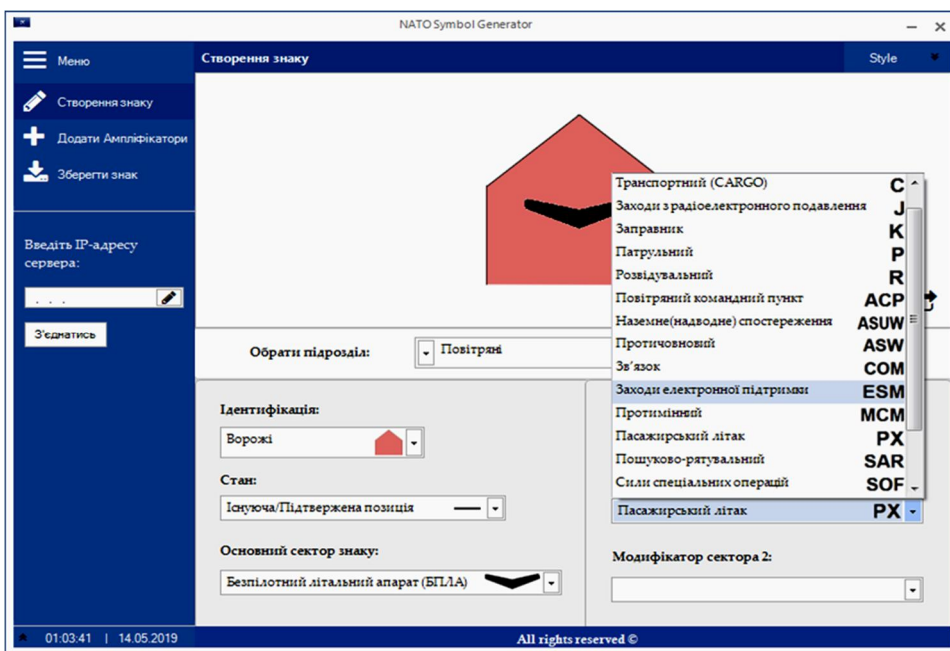 NATO Symbol Generator
Меню
Створення знаку
Style
Створення знаку
Додати Ампліфікатори
Зберегти знак
Введіть IP-адресу
сервера:
. . .
З'єднатись
Транспортний (CARGO) C
Заходи з радіоелектронного подавлення J
Заправник K
Патрульний P
Розвідувальний R
Повітряний командний пункт ACP
Наземне(надводне) спостереження ASUW
Протичовновий ASW
Зв'язок COM
Заходи електронної підтримки ESM
Протимінний MCM
Пасажирський літак PX
Пошуково-рятувальний SAR
Сили спеціальних операцій SOF
Пасажирський літак PX
Обрати підрозділ: Повітряні
Ідентифікація:
Ворожі
Стан:
Існуюча/Підтвержена позиція
Основний сектор знаку:
Безпілотний літальний апарат (БПЛА)
Модифікатор сектора 2:
01:03:41 | 14.05.2019
All rights reserved ©